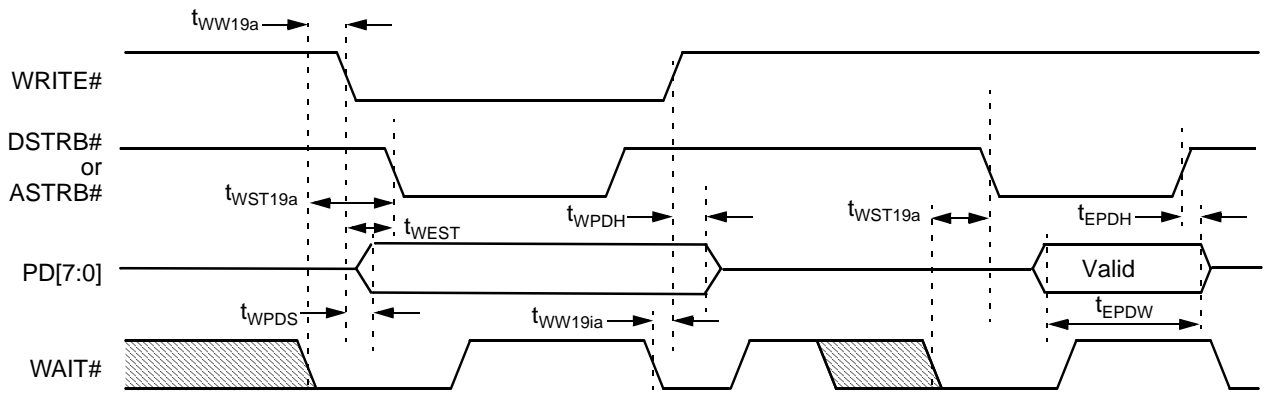 tWW19a
WRITE#
DSTRB#
or
ASTRB#
tWST19a
tWEST
tWPDH
tWST19a
tEPDH
PD[7:0]
Valid
tWPDS
tWW19ia
tEPDW
WAIT#